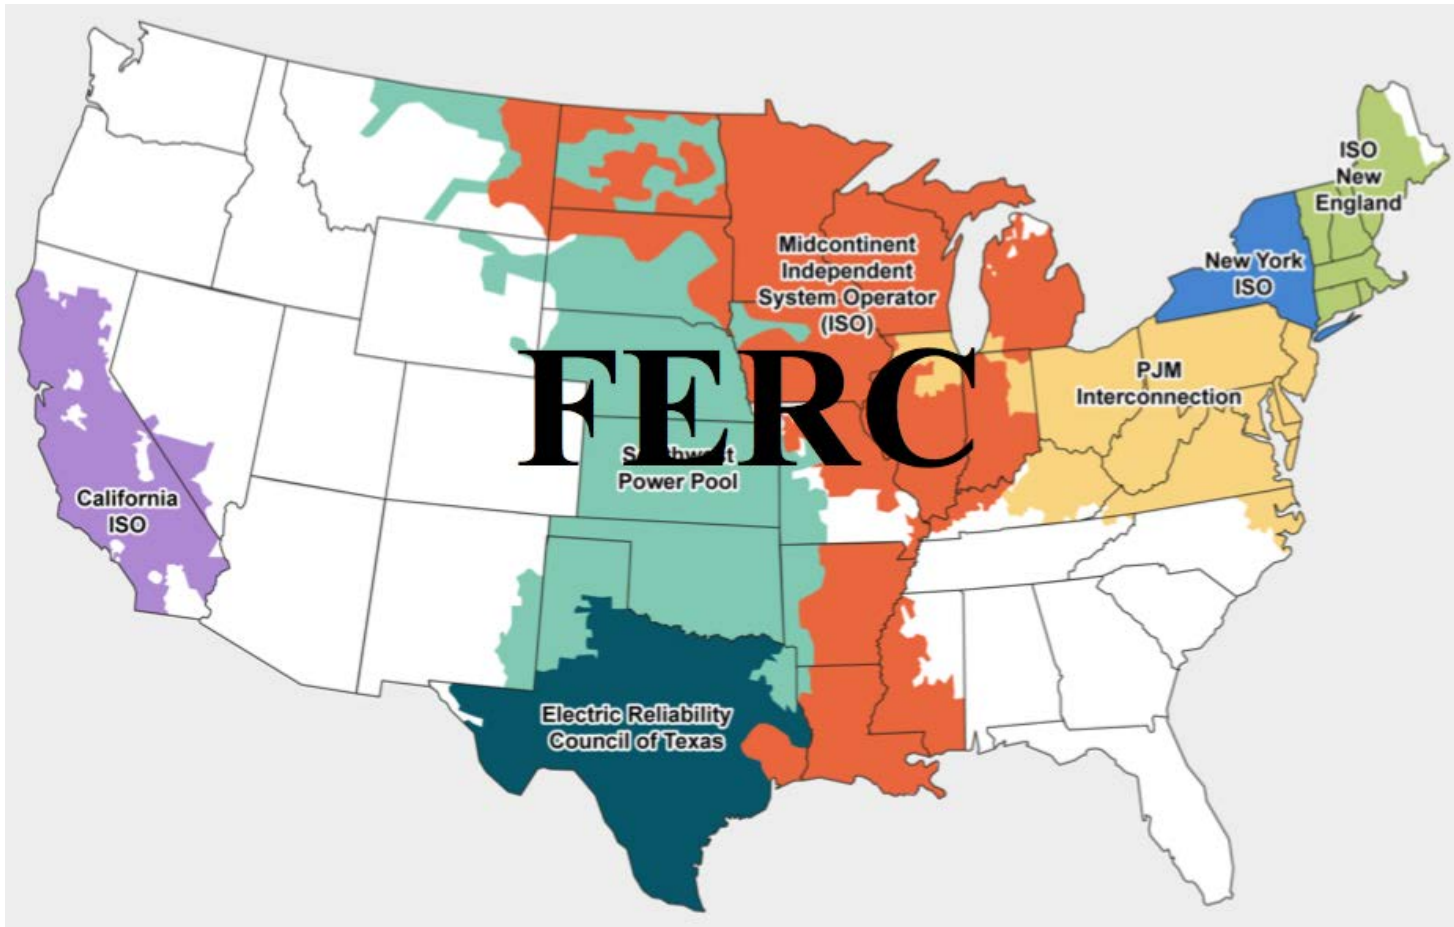 ISO
New
England
Midcontinent
Independent
System Operator
(ISO)
New York
ISO
FERC
PJM
Interconnection
Southwest
Power Pool
California
ISO
Electric Reliability
Council of Texas